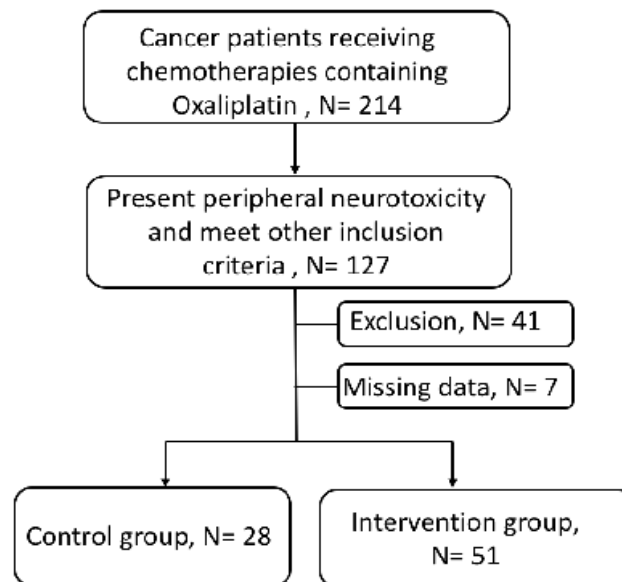 Cancer patients receiving
chemotherapies containing
Oxaliplatin , N= 214
Present peripheral neurotoxicity
and meet other inclusion
criteria , N= 127
Exclusion, N= 41
Missing data, N= 7
Control group, N= 28
Intervention group,
N= 51